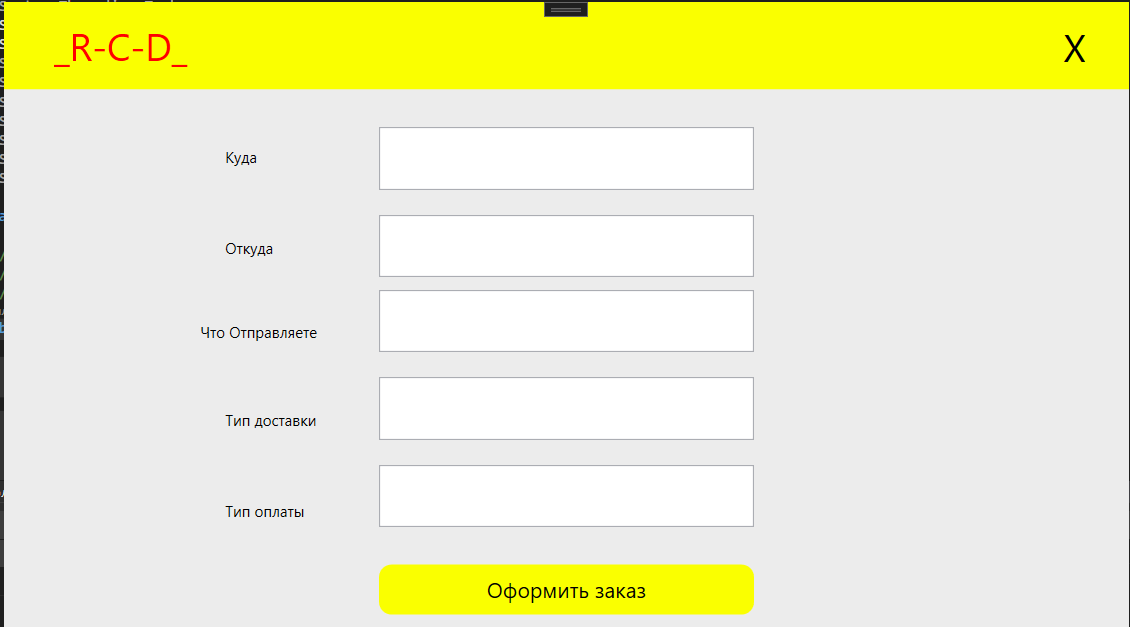 _R-C-D_
X
Куда
Откуда
Что Отправляете
Тип доставки
Тип оплаты
Оформить заказ